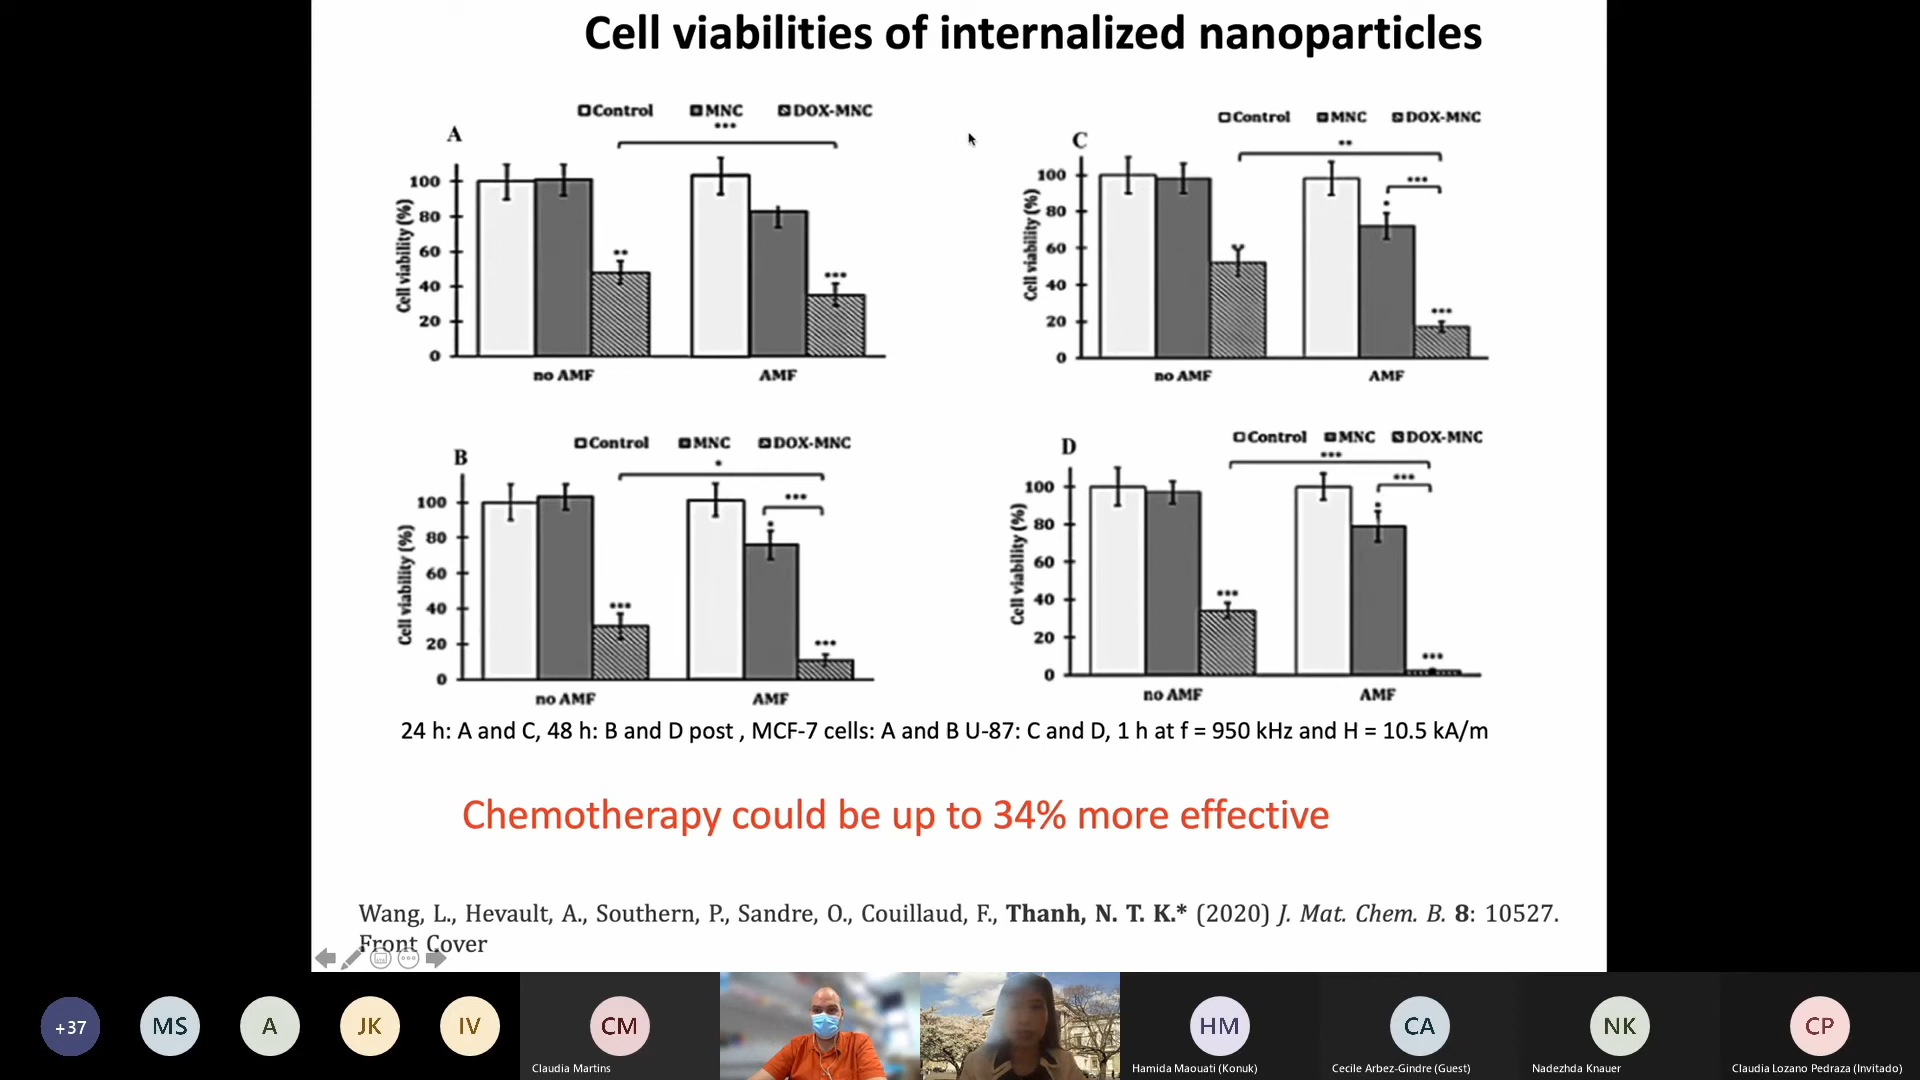 Cell viabilities of internalized nanoparticles
Control MNC DOX-MNC
***
A
Cell viability (%)
100
80
60
40
20
0
**
***
no AMF AMF
Control MNC DOX-MNC
**
C
***
Cell viability (%)
100
80
60
40
20
0
*
***
no AMF AMF
Control MNC DOX-MNC
*
B
***
Cell viability (%)
100
80
60
40
20
0
***
*
***
no AMF AMF
Control MNC DOX-MNC
***
D
***
Cell viability (%)
100
80
60
40
20
0
***
*
***
no AMF AMF
24 h: A and C, 48 h: B and D post , MCF-7 cells: A and B U-87: C and D, 1 h at f = 950 kHz and H = 10.5 kA/m
Chemotherapy could be up to 34% more effective
Wang, L., Hevault, A., Southern, P., Sandre, O., Couillaud, F., Thanh, N. T. K.* (2020) J. Mat. Chem. B. 8: 10527.
Front Cover
+37 MS A JK IV CM HM CA NK CP
Claudia Martins Hamida Maouati (Konuk) Cecile Arbez-Gindre (Guest) Nadezhda Knauer Claudia Lozano Pedraza (Invitado)